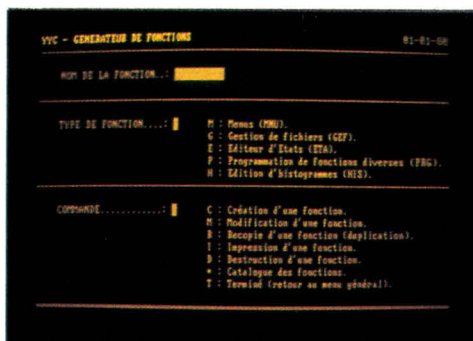 YYC - GENERATEUR DE FONCTIONS 01-01-80
NOM DE LA FONCTION..:
TYPE DE FONCTION....:
M : Menus (MNU).
G : Gestion de fichiers (GEF).
E : Editeur d'Etats (ETA).
P : Programmation de fonctions diverses (PRG).
H : Edition d'histogrammes (HIS).
COMMANDE............:
C : Création d'une fonction.
M : Modification d'une fonction.
R : Recopie d'une fonction (duplication).
I : Impression d'une fonction.
D : Destruction d'une fonction.
* : Catalogue des fonctions.
T : Terminé (retour au menu général).